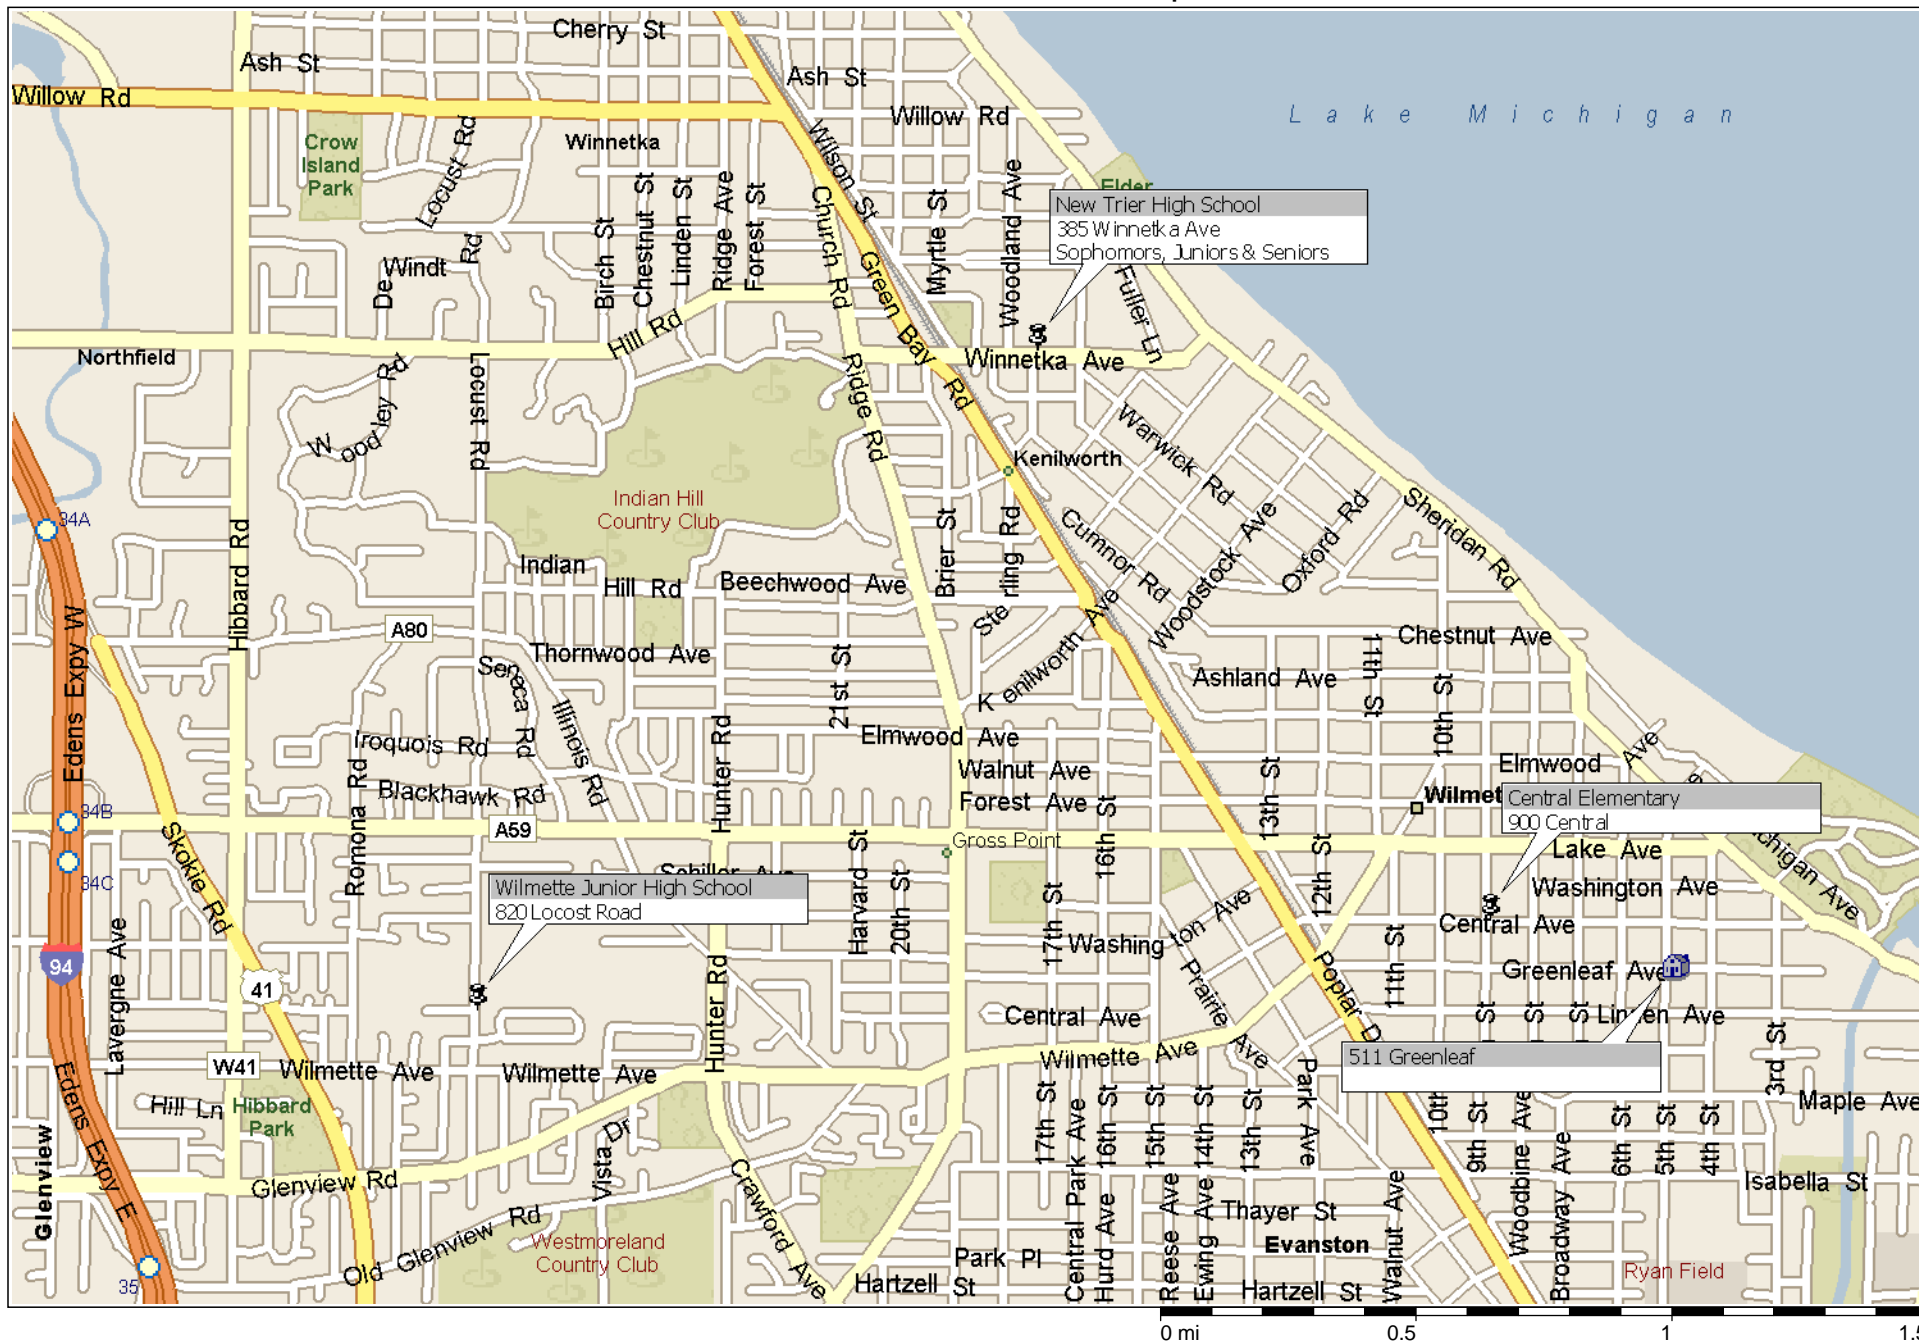 Cherry St
Ash St
Ash St
Willow Rd
Willow Rd
Lake Michigan
Winnetka
Crow
Island
Park
Locust Rd
Wilson St
Elder
New Trier High School
385 Winnetka Ave
Sophomors, Juniors & Seniors
Church Rd
Myrtle St
Woodland Ave
Birch St
Chestnut St
Linden St
Ridge Ave
Forest St
De Windt Rd
Green Bay Rd
Fuller Ln
Hill Rd
Northfield
Winnetka Ave
Locust Rd
Woodley Rd
Ridge Rd
Warwick Rd
Kenilworth
Indian Hill
Country Club
34A
Sheridan Rd
Hibbard Rd
Brier St
Sterling Rd
Cumnor Rd
Woodstock Ave
Oxford Rd
Indian
Hill Rd
Beechwood Ave
A80
Edens Expy W
Chestnut Ave
Thornwood Ave
Seneca Rd
21st St
Kenilworth Ave
Ashland Ave
11th St
10th St
Illinois Rd
Iroquois Rd
Hunter Rd
Elmwood Ave
Elmwood Ave
Walnut Ave
Romona Rd
Blackhawk Rd
Forest Ave
16th St
13th St
Wilmet
Central Elementary
900 Central
34B
A59
Gross Point
Lake Ave
ichigan Ave
Skokie Rd
34C
Schiller Ave
Wilmette Junior High School
820 Locost Road
Harvard St
20th St
17th St
12th St
Washington Ave
Washington Ave
Central Ave
Lavergne Ave
94
41
Hunter Rd
Prairie Ave
Poplar D
11th St
Greenleaf Ave
Central Ave
St
St
St
Linden Ave
W41
Wilmette Ave
Wilmette Ave
Wilmette Ave
511 Greenleaf
3rd St
Hill Ln
Hibbard
Park
Maple Ave
Edens Expy E
Glenview
Vista Dr
17th St
Central Park Ave
16th St
15th St
14th St
13th St
Park Ave
10th
9th St
Woodbine Ave
Broadway Ave
6th St
5th St
4th St
Glenview Rd
Isabella St
Crawford Ave
Hurd Ave
Reese Ave
Ewing Ave
Thayer St
Walnut Ave
Old Glenview Rd
Westmoreland
Country Club
Park Pl
Evanston
Ryan Field
35
Hartzell St
Hartzell St
0 mi
0.5
1
1.5